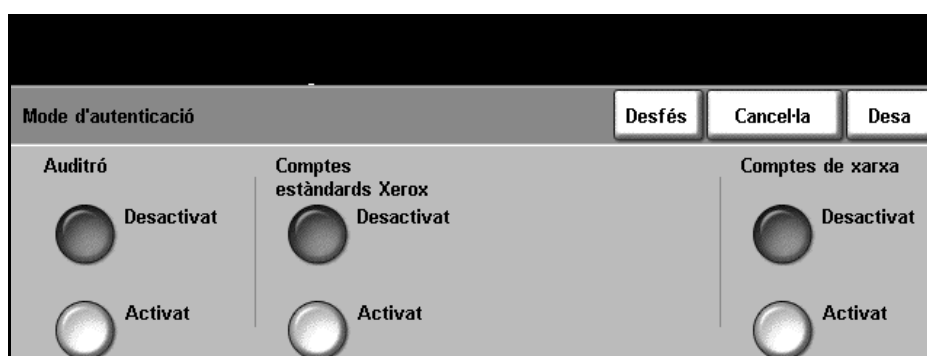 Mode d'autenticació
Desfés
Cancel·la
Desa
Auditró
Desactivat
Activat
Comptes
estàndards Xerox
Desactivat
Activat
Comptes de xarxa
Desactivat
Activat